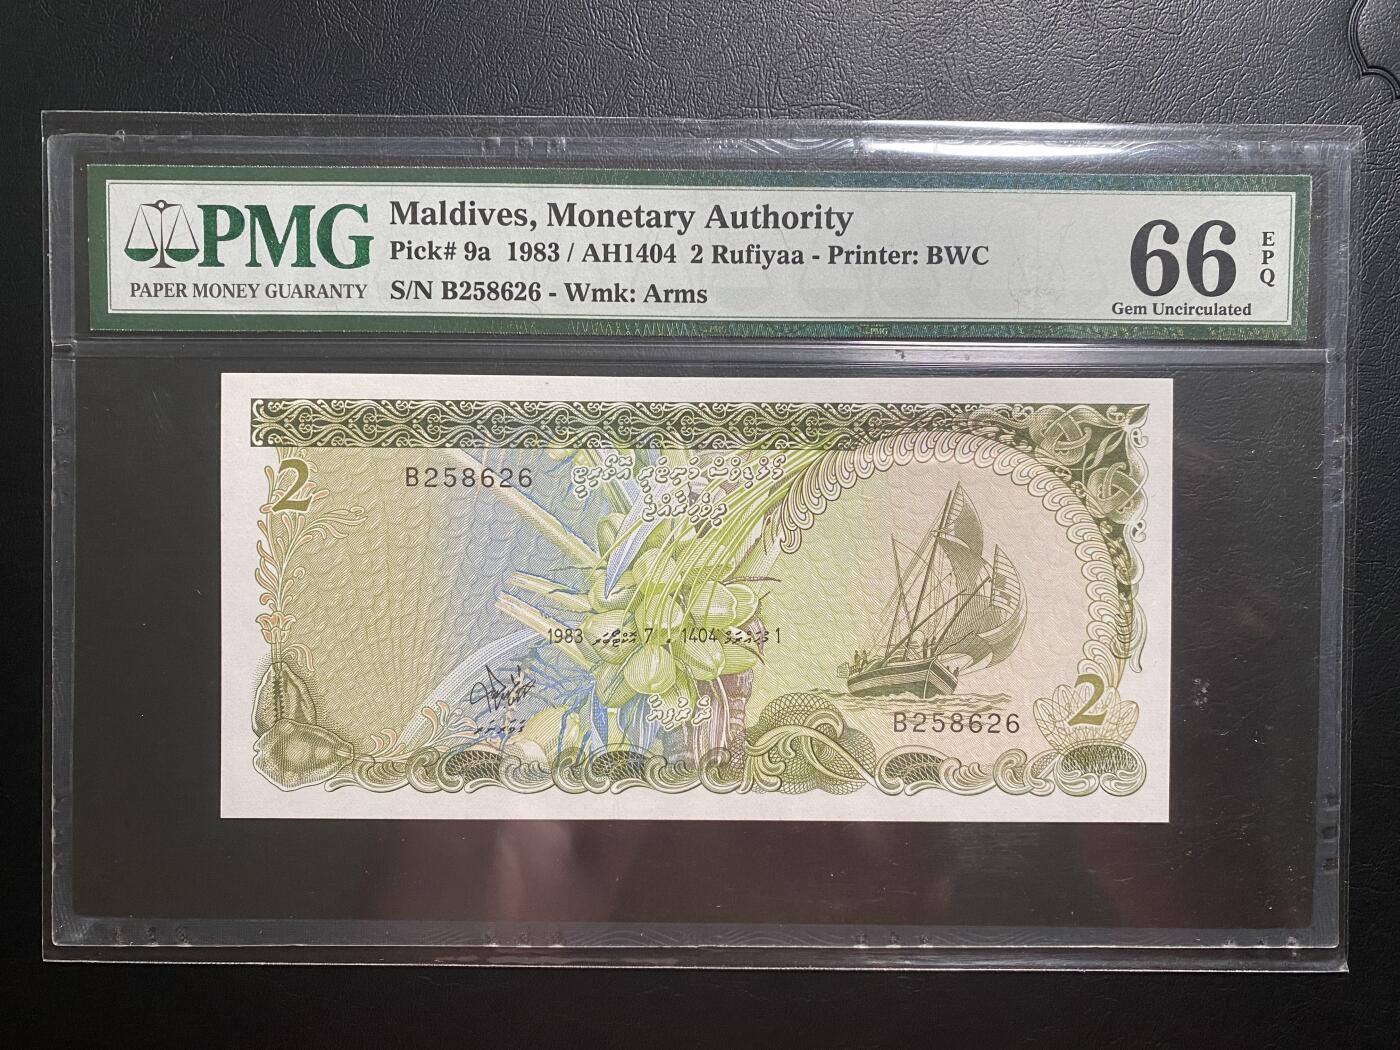 PMG
PAPER MONEY GUARANTY
Maldives, Monetary Authority
Pick# 9a 1983 / AH1404 2 Rufiyaa - Printer: BWC
S/N B258626 - Wmk: Arms
66
EPQ
Gem Uncirculated
PMG
2
B258626
1983
7
1404
1
B258626
2